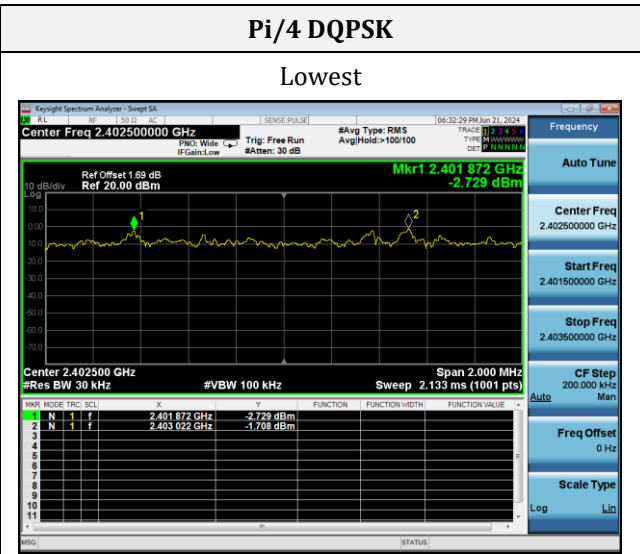 Pi/4 DQPSK
Lowest
Keysight Spectrum Analyzer - Swept SA
RL RF 50 Ω AC SENSE:PULSE 06:32:29 PM Jun 21, 2024
Center Freq 2.402500000 GHz
PNO: Wide
IFGain:Low
Trig: Free Run
#Atten: 30 dB
#Avg Type: RMS
Avg|Hold:>100/100
TRACE 1 2 3 4 5 6
TYPE M WWWWW
DET P NNNNN
Ref Offset 1.69 dB
10 dB/div Ref 20.00 dBm
Log
Mkr1 2.401 872 GHz
-2.729 dBm
10.0
0.00
-10.0
-20.0
-30.0
-40.0
-50.0
-60.0
-70.0
1
2
Center 2.402500 GHz Span 2.000 MHz
#Res BW 30 kHz #VBW 100 kHz Sweep 2.133 ms (1001 pts)
MKR MODE TRC SCL X Y FUNCTION FUNCTION WIDTH FUNCTION VALUE
1 N 1 f 2.401 872 GHz -2.729 dBm
2 N 1 f 2.403 022 GHz -1.708 dBm
3
4
5
6
7
8
9
10
11
MSG STATUS
Frequency
Auto Tune
Center Freq
2.402500000 GHz
Start Freq
2.401500000 GHz
Stop Freq
2.403500000 GHz
CF Step
200.000 kHz
Auto Man
Freq Offset
0 Hz
Scale Type
Log Lin